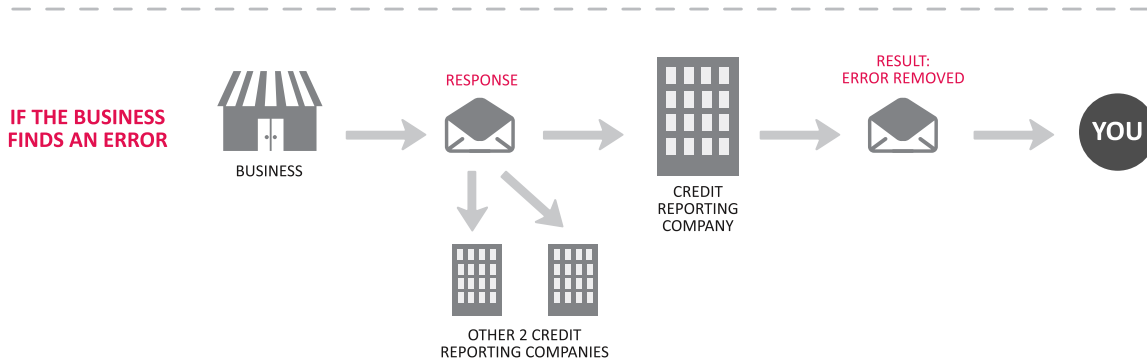 IF THE BUSINESS
FINDS AN ERROR
BUSINESS
RESPONSE
OTHER 2 CREDIT
REPORTING COMPANIES
CREDIT
REPORTING
COMPANY
RESULT:
ERROR REMOVED
YOU